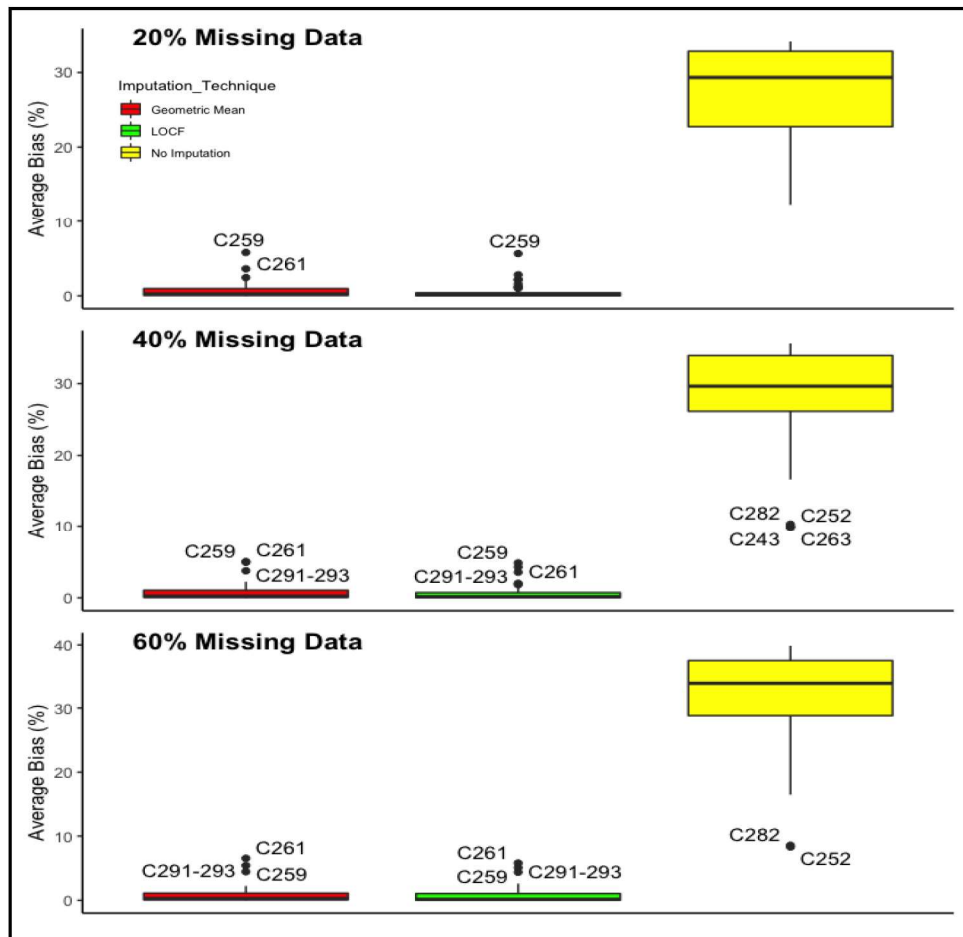 20% Missing Data
Average Bias (%)
30
20
10
0
Imputation_Technique
Geometric Mean
LOCF
No Imputation
C259
C261
C259
40% Missing Data
Average Bias (%)
30
20
10
0
C259 C261
C291-293
C259
C291-293 C261
C282 C252
C243 C263
60% Missing Data
Average Bias (%)
40
30
20
10
0
C261
C291-293 C259
C261
C259 C291-293
C282
C252